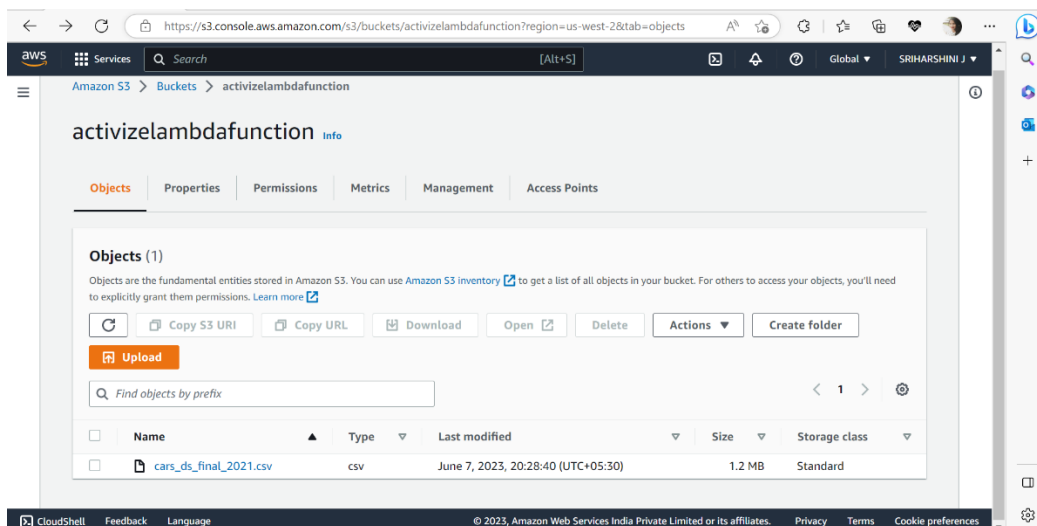 https://s3.console.aws.amazon.com/s3/buckets/activizelambdafunction?region=us-west-2&tab=objects
aws
Services
Search
[Alt+S]
Global ▼
SRIHARSHINI J ▼
Amazon S3 > Buckets > activizelambdafunction
activizelambdafunction Info
Objects Properties Permissions Metrics Management Access Points
Objects (1)
Objects are the fundamental entities stored in Amazon S3. You can use Amazon S3 inventory to get a list of all objects in your bucket. For others to access your objects, you'll need
to explicitly grant them permissions. Learn more
Copy S3 URI Copy URL Download Open Delete Actions ▼ Create folder
Upload
Find objects by prefix
< 1 >
Name Type Last modified Size Storage class
cars_ds_final_2021.csv csv June 7, 2023, 20:28:40 (UTC+05:30) 1.2 MB Standard
CloudShell Feedback Language © 2023, Amazon Web Services India Private Limited or its affiliates. Privacy Terms Cookie preferences